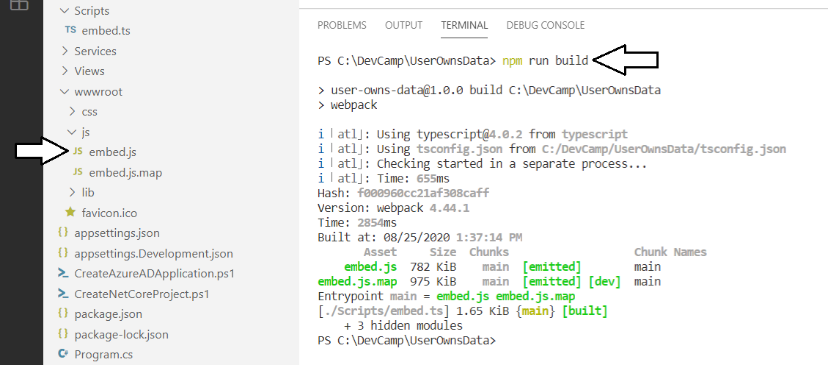 Scripts
TS embed.ts
Services
Views
wwwroot
css
js
JS embed.js
JS embed.js.map
lib
favicon.ico
{} appsettings.json
{} appsettings.Development.json
CreateAzureADApplication.ps1
CreateNetCoreProject.ps1
{} package.json
{} package-lock.json
C# Program.cs
PROBLEMS OUTPUT TERMINAL DEBUG CONSOLE
PS C:\DevCamp\UserOwnsData> npm run build
> user-owns-data@1.0.0 build C:\DevCamp\UserOwnsData
> webpack
i ｢atl｣: Using typescript@4.0.2 from typescript
i ｢atl｣: Using tsconfig.json from C:/DevCamp/UserOwnsData/tsconfig.json
i ｢atl｣: Checking started in a separate process...
i ｢atl｣: Time: 655ms
Hash: f000960cc21af308caff
Version: webpack 4.44.1
Time: 2854ms
Built at: 08/25/2020 1:37:14 PM
Asset Size Chunks Chunk Names
embed.js 782 KiB main [emitted] main
embed.js.map 975 KiB main [emitted] [dev] main
Entrypoint main = embed.js embed.js.map
[./Scripts/embed.ts] 1.65 KiB {main} [built]
+ 3 hidden modules
PS C:\DevCamp\UserOwnsData>